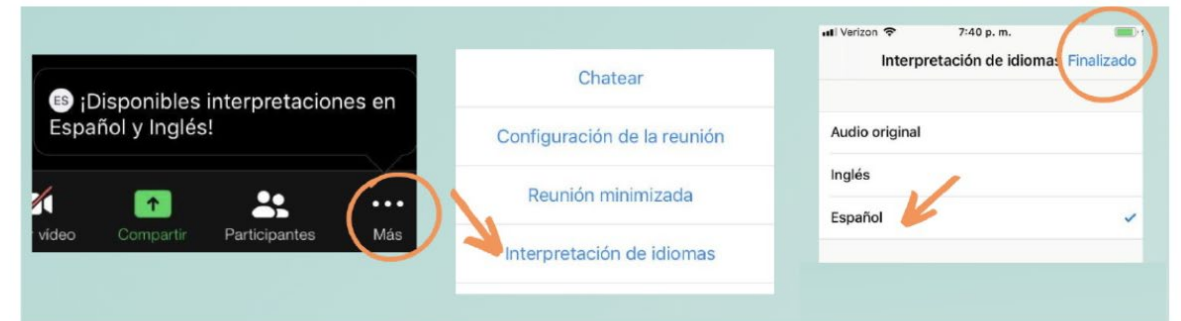 ES ¡Disponibles interpretaciones en
Español y Inglés!
video
Compartir
Participantes
Más
Chatear
Configuración de la reunión
Reunión minimizada
Interpretación de idiomas
Verizon
7:40 p. m.
Interpretación de idiomas
Finalizado
Audio original
Inglés
Español